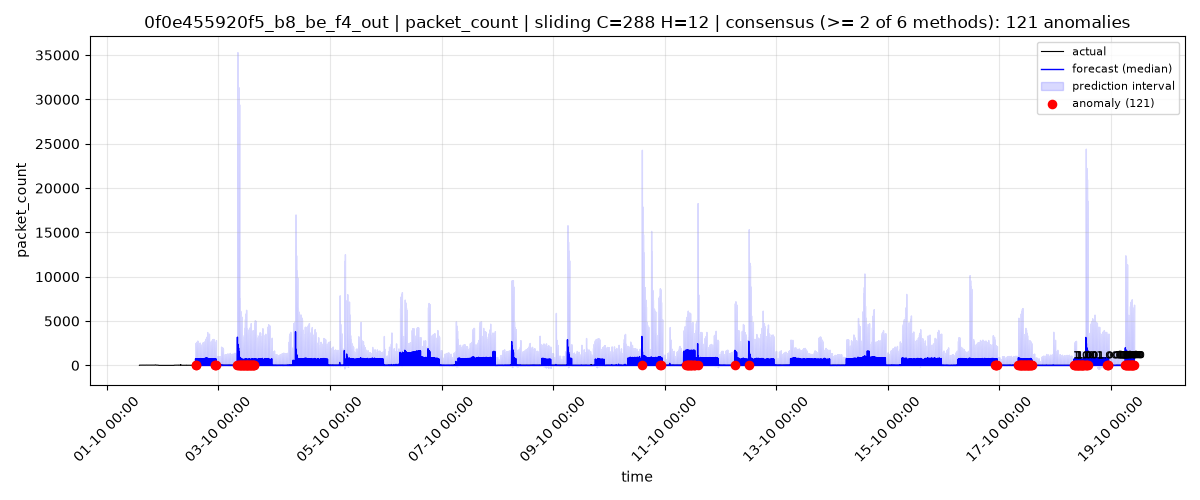 0f0e455920f5_b8_be_f4_out | packet_count | sliding C=288 H=12 | consensus (>= 2 of 6 methods): 121 anomalies
actual
forecast (median)
prediction interval
anomaly (121)
packet_count
35000
30000
25000
20000
15000
10000
5000
0
01-10 00:00
03-10 00:00
05-10 00:00
07-10 00:00
09-10 00:00
11-10 00:00
13-10 00:00
15-10 00:00
17-10 00:00
19-10 00:00
time